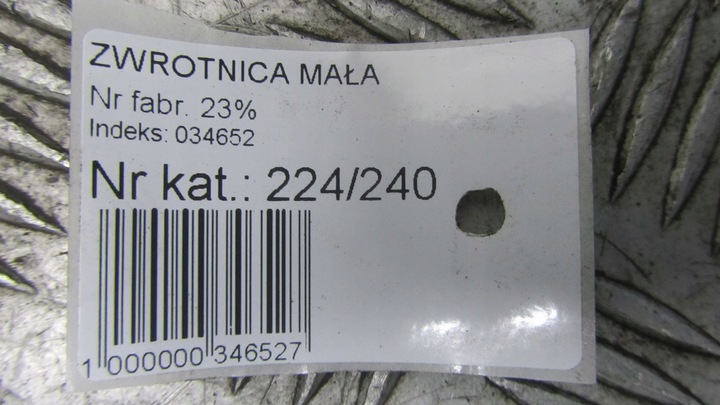 ZWROTNICA MAŁA
Nr fabr. 23%
Indeks: 034652
Nr kat.: 224/240
1 000000 346527